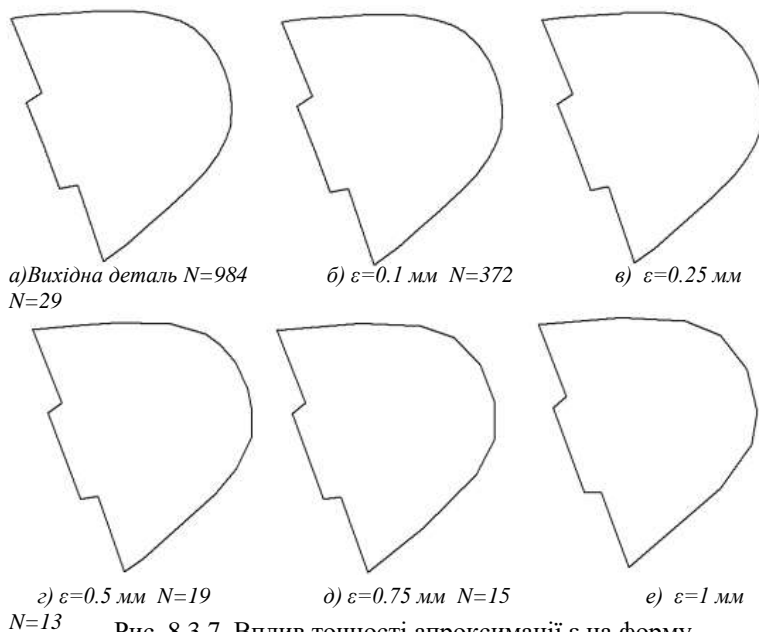 а)Вихідна деталь N=984 б) ε=0.1 мм N=372 в) ε=0.25 мм
N=29
г) ε=0.5 мм N=19 д) ε=0.75 мм N=15 е) ε=1 мм
N=13 Рис. 8.3.7. Вплив точності апроксимації ε на форму